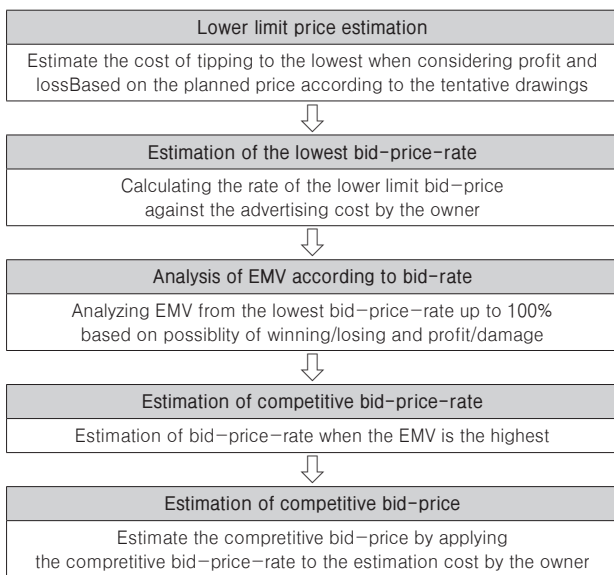 Lower limit price estimation
Estimate the cost of tipping to the lowest when considering profit and
lossBased on the planned price according to the tentative drawings
Estimation of the lowest bid-price-rate
Calculating the rate of the lower limit bid-price
against the advertising cost by the owner
Analysis of EMV according to bid-rate
Analyzing EMV from the lowest bid-price-rate up to 100%
based on possiblity of winning/losing and profit/damage
Estimation of competitive bid-price-rate
Estimation of bid-price-rate when the EMV is the highest
Estimation of competitive bid-price
Estimate the compretitive bid-price by applying
the compretitive bid-price-rate to the estimation cost by the owner